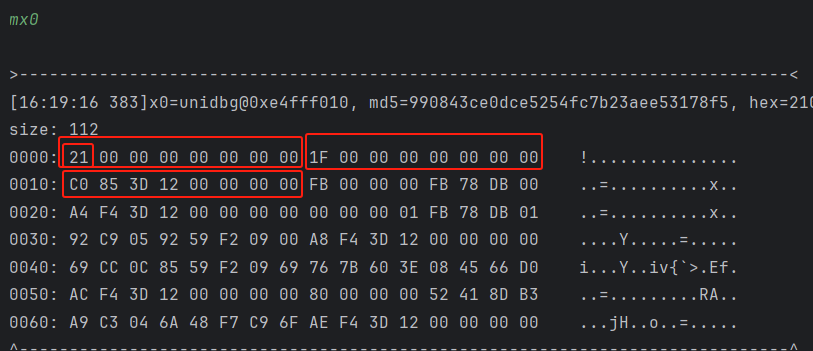 mx0
>-----------------------------------------------------------------------------<
[16:19:16 383]x0=unidbg@0xe4fff010, md5=990843ce0dce5254fc7b23aee53178f5, hex=210
size: 112
0000: 21 00 00 00 00 00 00 00 1F 00 00 00 00 00 00 00    !...............
0010: C0 85 3D 12 00 00 00 00 FB 00 00 00 FB 78 DB 00    ..=..........x..
0020: A4 F4 3D 12 00 00 00 00 00 00 00 01 FB 78 DB 01    ..=..........x..
0030: 92 C9 05 92 59 F2 09 00 A8 F4 3D 12 00 00 00 00    ....Y.....=.....
0040: 69 CC 0C 85 59 F2 09 69 76 7B 60 3E 08 45 66 D0    i...Y..iv{`>.Ef.
0050: AC F4 3D 12 00 00 00 00 80 00 00 00 52 41 8D B3    ..=.........RA..
0060: A9 C3 04 6A 48 F7 C9 6F AE F4 3D 12 00 00 00 00    ...jH..o..=.....
^-----------------------------------------------------------------------------^